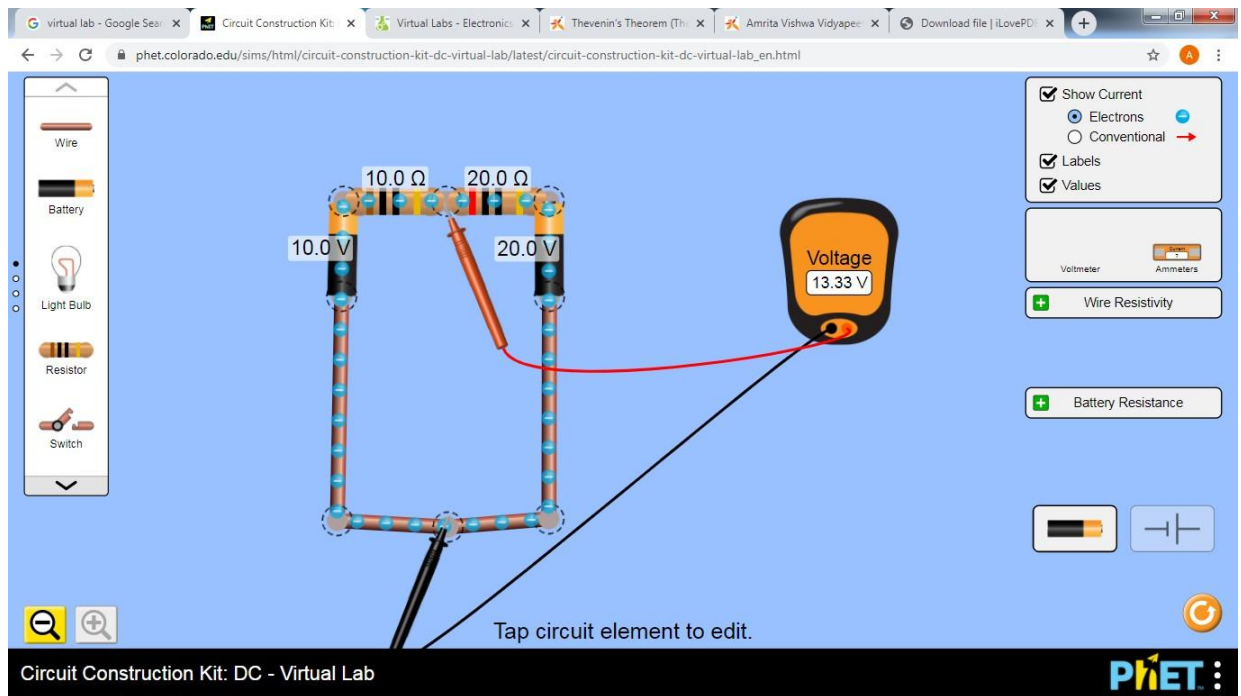 virtual lab - Google Sear
Circuit Construction Kit:
Virtual Labs - Electronics
Thevenin's Theorem (Th
Amrita Vishwa Vidyapee
Download file | iLovePD
phet.colorado.edu/sims/html/circuit-construction-kit-dc-virtual-lab/latest/circuit-construction-kit-dc-virtual-lab_en.html
A
Wire
Battery
Light Bulb
Resistor
Switch
10.0 Ω
20.0 Ω
10.0 V
20.0 V
Voltage
13.33 V
Show Current
Electrons
Conventional
Labels
Values
Voltmeter
Ammeters
Wire Resistivity
Battery Resistance
Tap circuit element to edit.
Circuit Construction Kit: DC - Virtual Lab
PhET